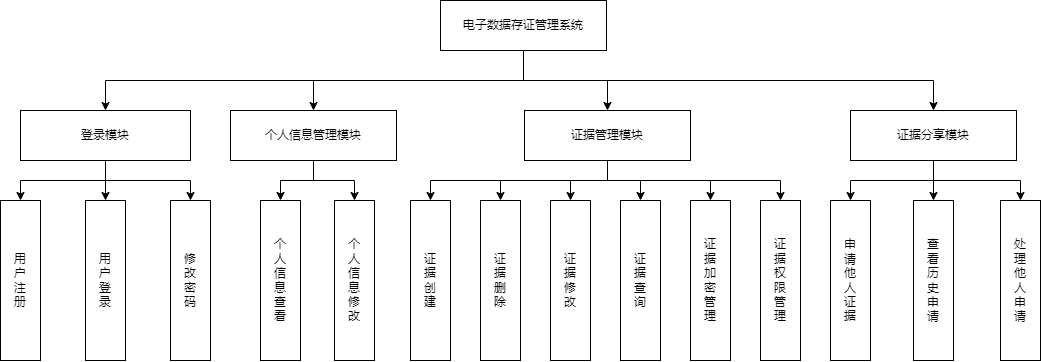 电子数据存证管理系统
登录模块
个人信息管理模块
证据管理模块
证据分享模块
用户注册
用户登录
修改密码
个人信息查看
个人信息修改
证据创建
证据删除
证据修改
证据查询
证据加密管理
证据权限管理
申请他人证据
查看历史申请
处理他人申请